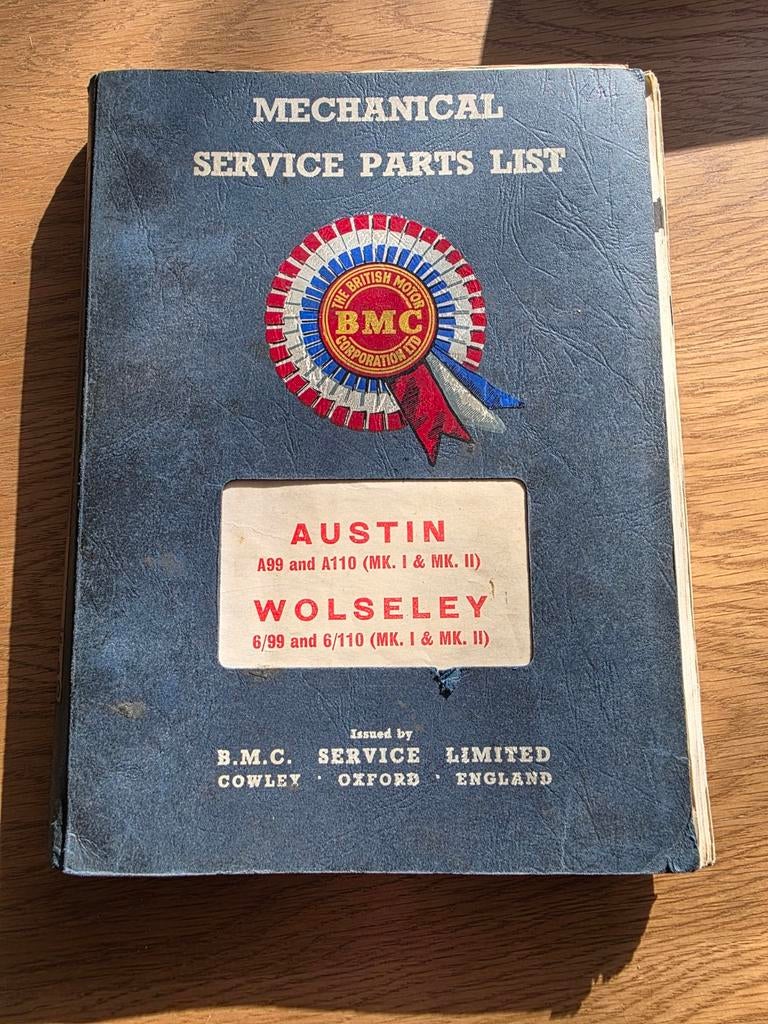 MECHANICAL
SERVICE PARTS LIST
THE BRITISH MOTOR
BMC
CORPORATION LTD
AUSTIN
A99 and A110 (MK. I & MK. II)
WOLSELEY
6/99 and 6/110 (MK. I & MK. II)
Issued by
B.M.C. SERVICE LIMITED
COWLEY · OXFORD · ENGLAND